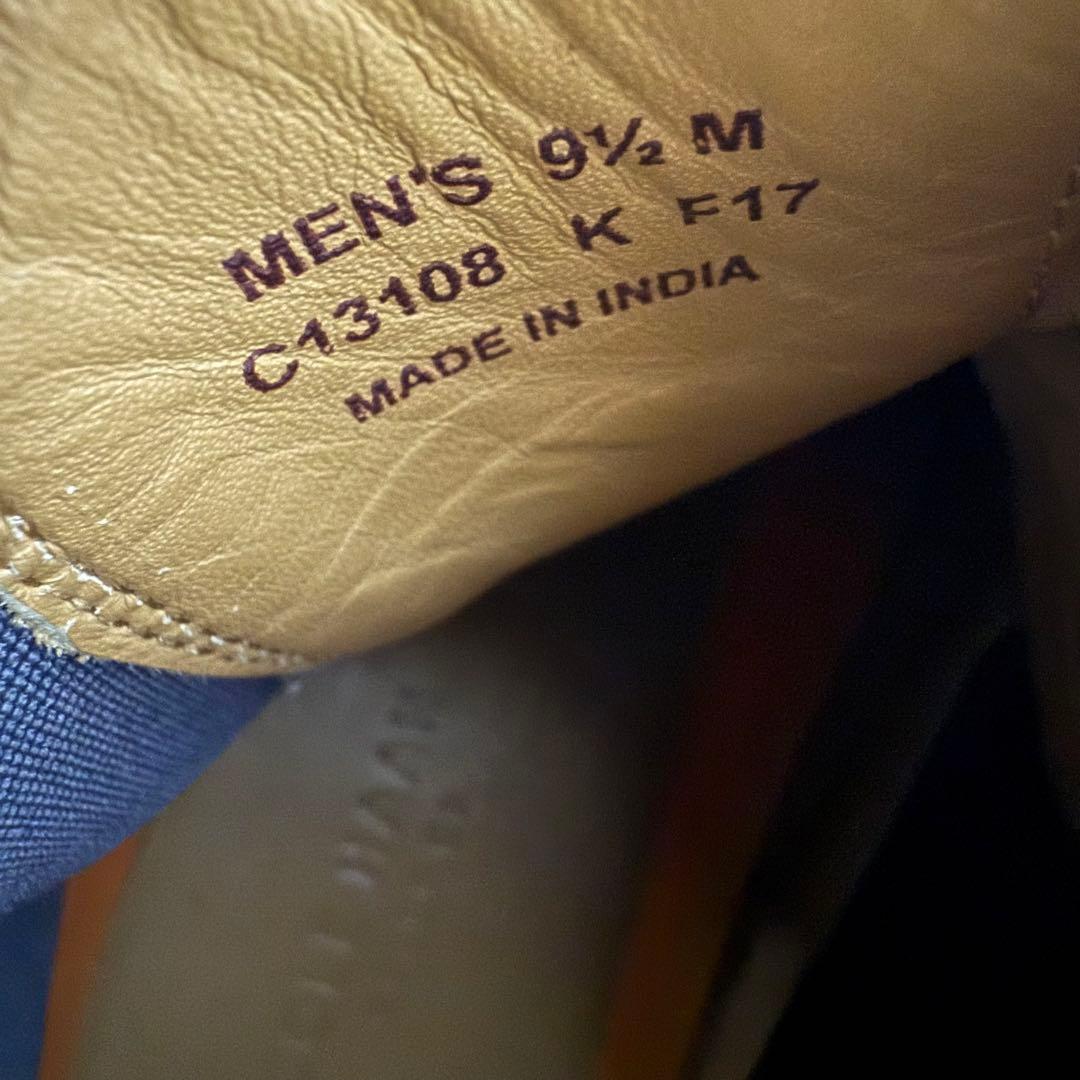 MEN'S 9½ M
C13108 K F17
MADE IN INDIA